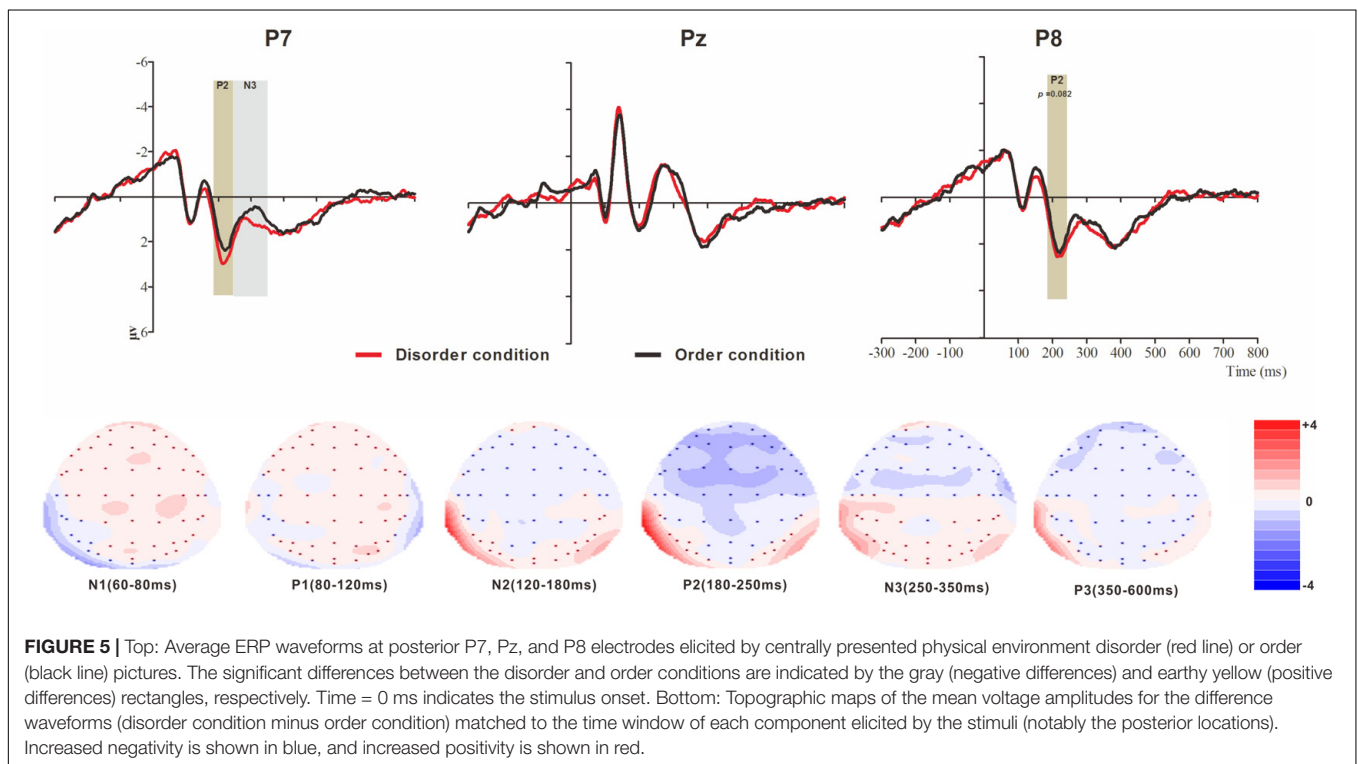 P7
Pz
P8
-6
-4
-2
2
4
6
μv
P2
N3
P2
p =0.082
Disorder condition
Order condition
-300 -200 -100 100 200 300 400 500 600 700 800
Time (ms)
N1(60-80ms)
P1(80-120ms)
N2(120-180ms)
P2(180-250ms)
N3(250-350ms)
P3(350-600ms)
+4
0
-4
FIGURE 5 | Top: Average ERP waveforms at posterior P7, Pz, and P8 electrodes elicited by centrally presented physical environment disorder (red line) or order
(black line) pictures. The significant differences between the disorder and order conditions are indicated by the gray (negative differences) and earthy yellow (positive
differences) rectangles, respectively. Time = 0 ms indicates the stimulus onset. Bottom: Topographic maps of the mean voltage amplitudes for the difference
waveforms (disorder condition minus order condition) matched to the time window of each component elicited by the stimuli (notably the posterior locations).
Increased negativity is shown in blue, and increased positivity is shown in red.